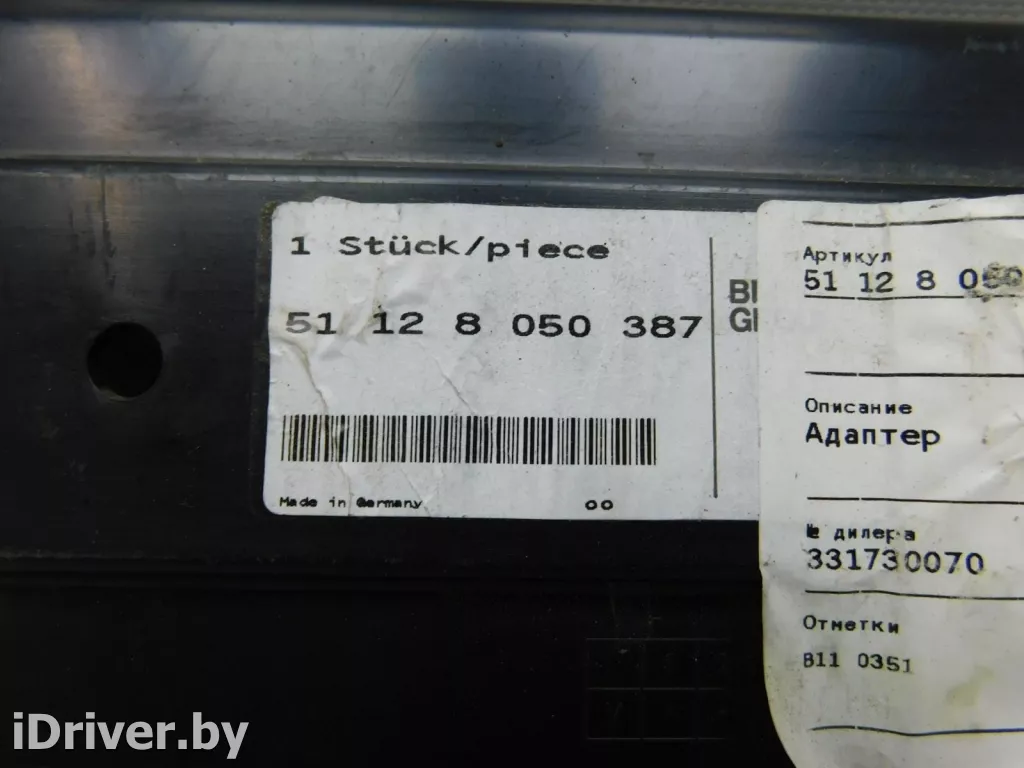 1 Stück/piece
51 12 8 050 387
Made in Germany 00
Артикул
51 12 8 050
Описание
Адаптер
№ дилера
331730070
Отметки
B11 0351
iDriver.by